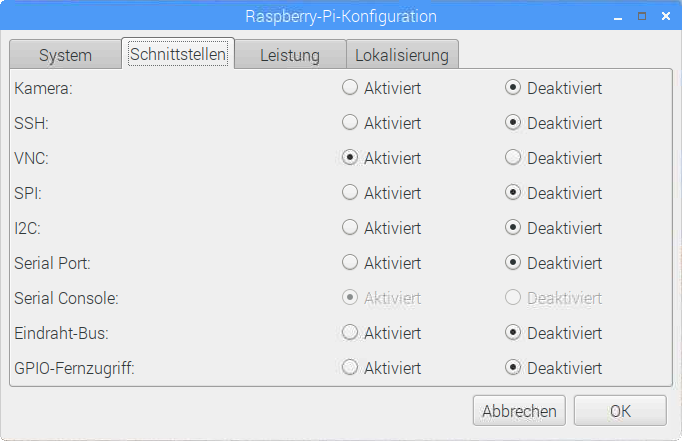 Raspberry-Pi-Konfiguration
System Schnittstellen Leistung Lokalisierung
Kamera: Aktiviert Deaktiviert
SSH: Aktiviert Deaktiviert
VNC: Aktiviert Deaktiviert
SPI: Aktiviert Deaktiviert
I2C: Aktiviert Deaktiviert
Serial Port: Aktiviert Deaktiviert
Serial Console: Aktiviert Deaktiviert
Eindraht-Bus: Aktiviert Deaktiviert
GPIO-Fernzugriff: Aktiviert Deaktiviert
Abbrechen OK